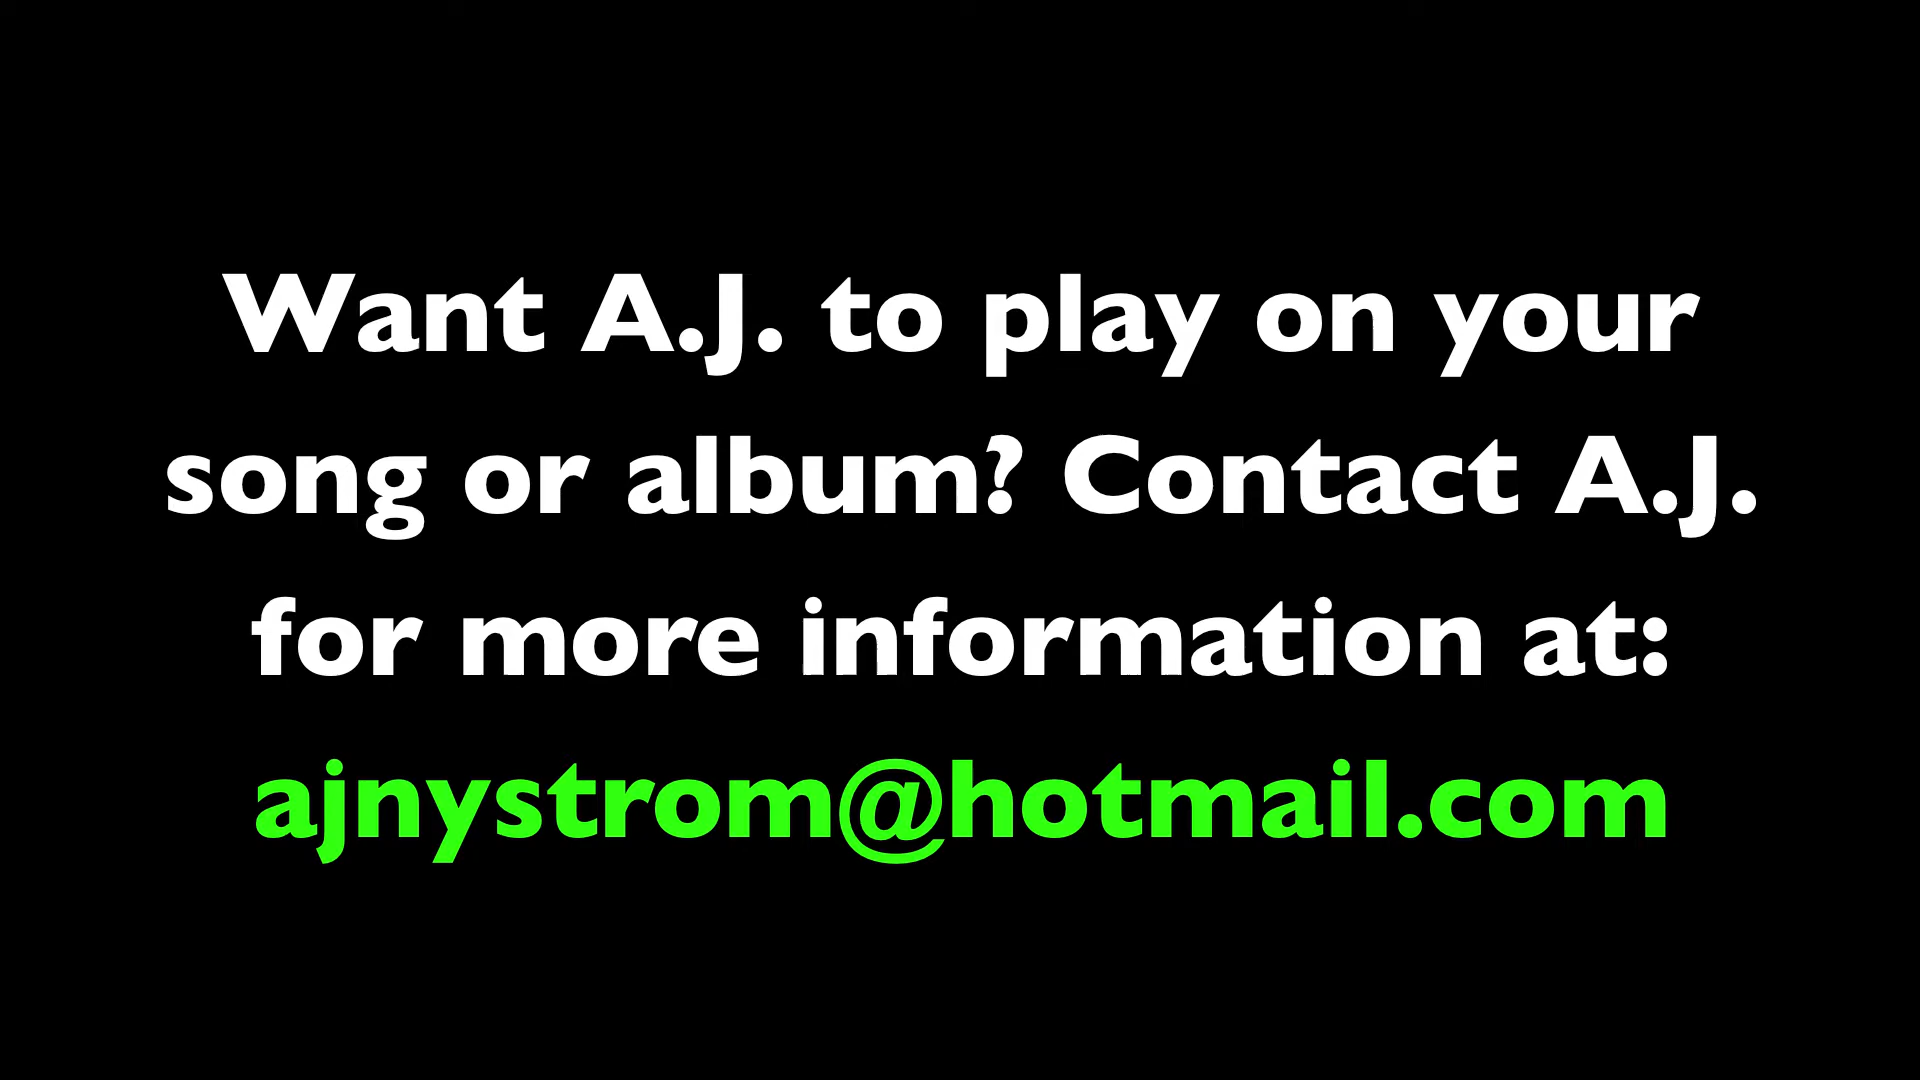 Want A.J. to play on your
song or album? Contact A.J.
for more information at:
ajnystrom@hotmail.com